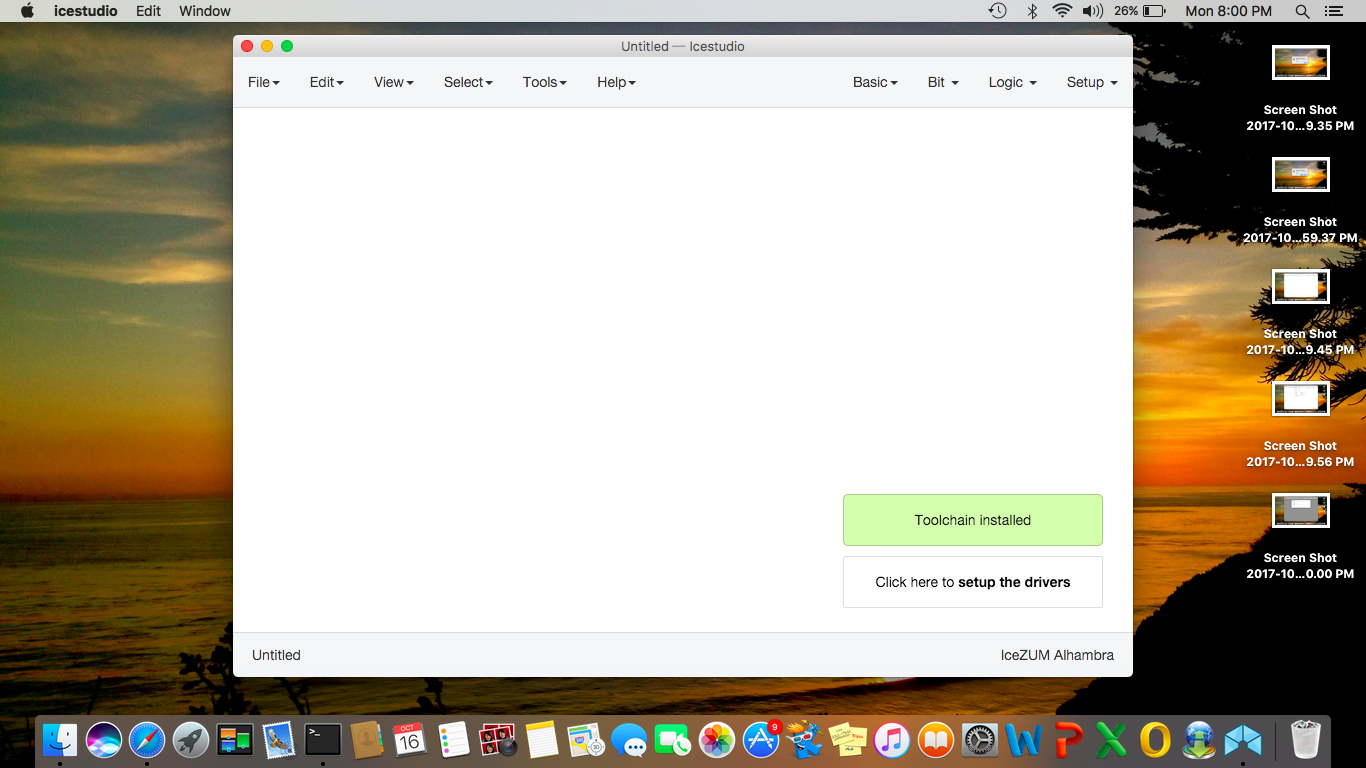 icestudio Edit Window 26% Mon 8:00 PM
Untitled — Icestudio
File Edit View Select Tools Help Basic Bit Logic Setup
Screen Shot
2017-10...9.35 PM
Screen Shot
2017-10...59.37 PM
Screen Shot
2017-10...9.45 PM
Screen Shot
2017-10...9.56 PM
Screen Shot
2017-10...0.00 PM
Toolchain installed
Click here to setup the drivers
Untitled IceZUM Alhambra
OCT
16
9